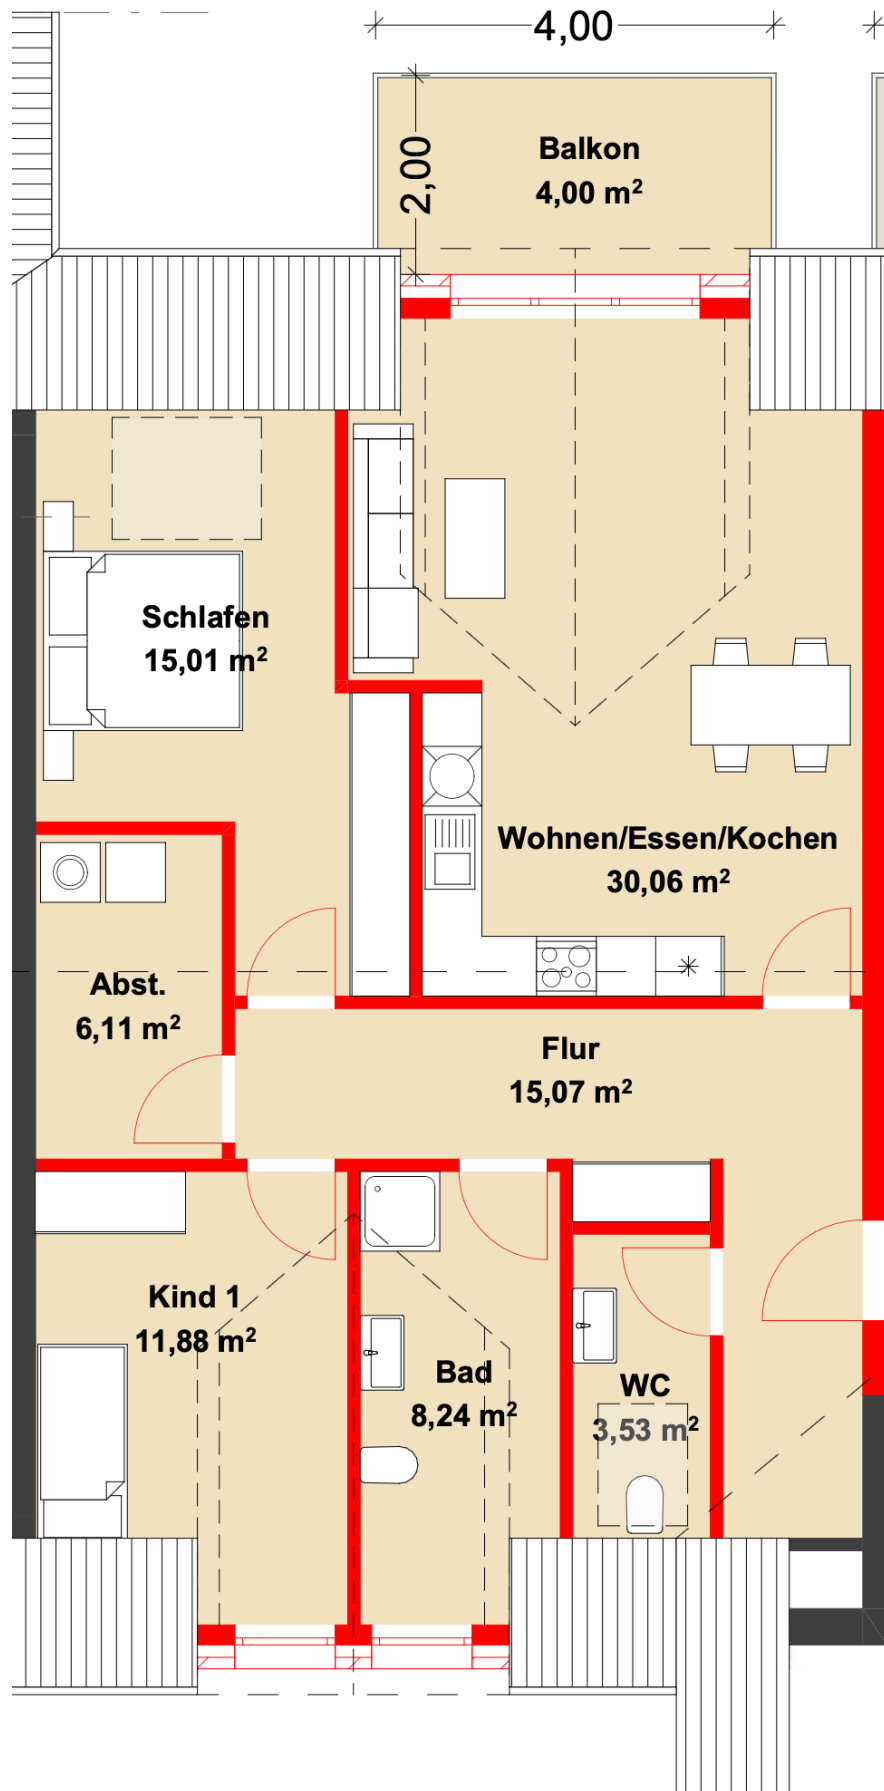 4,00
2,00
Balkon
4,00 m²
Schlafen
15,01 m²
Wohnen/Essen/Kochen
30,06 m²
Abst.
6,11 m²
Flur
15,07 m²
Kind 1
11,88 m²
Bad
8,24 m²
WC
3,53 m²